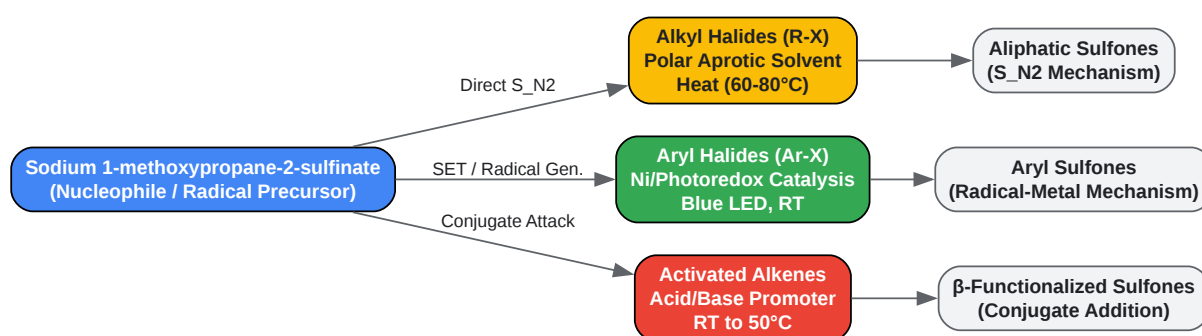 Alkyl Halides (R-X)
Polar Aprotic Solvent
Heat (60-80°C)
Aliphatic Sulfones
(S_N2 Mechanism)
Direct S_N2
Sodium 1-methoxypropane-2-sulfinate
(Nucleophile / Radical Precursor)
SET / Radical Gen.
Aryl Halides (Ar-X)
Ni/Photoredox Catalysis
Blue LED, RT
Aryl Sulfones
(Radical-Metal Mechanism)
Conjugate Attack
Activated Alkenes
Acid/Base Promoter
RT to 50°C
β-Functionalized Sulfones
(Conjugate Addition)